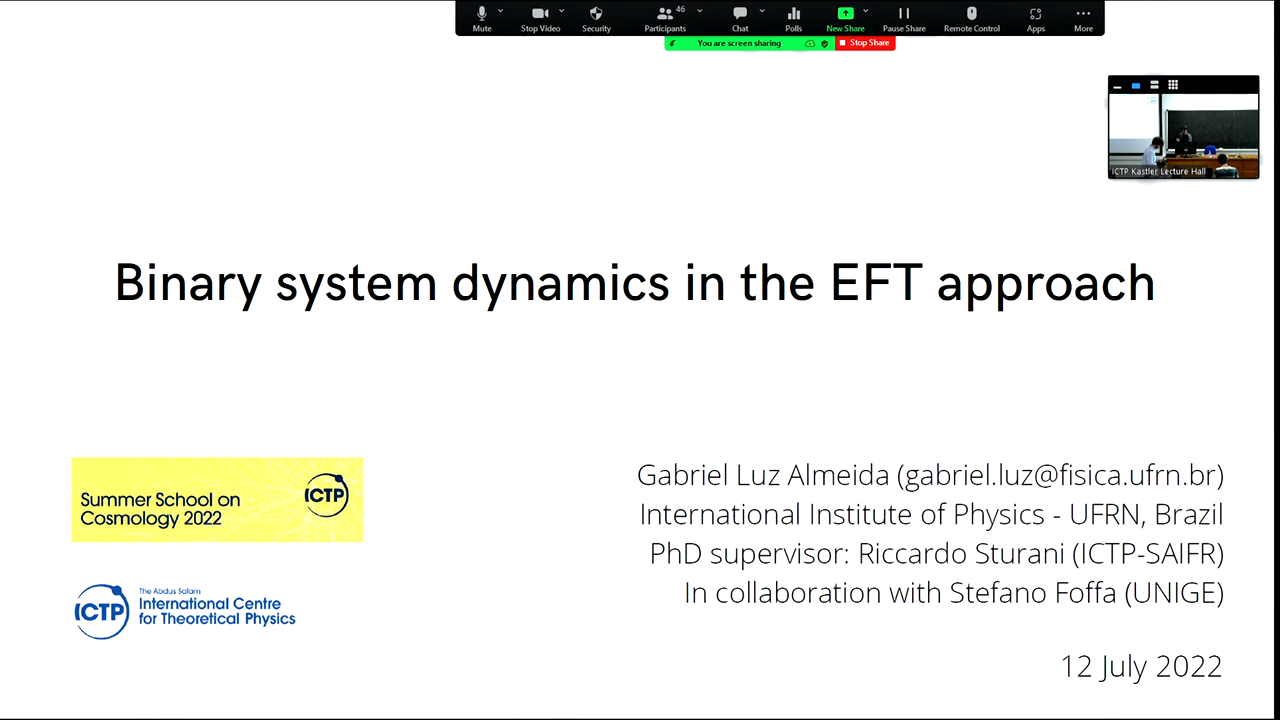 Mute
Stop Video
Security
46
Participants
Chat
Polls
New Share
Pause Share
Remote Control
Apps
More
You are screen sharing
Stop Share
ICTP Kastler Lecture Hall
Binary system dynamics in the EFT approach
Summer School on
Cosmology 2022
ICTP
Gabriel Luz Almeida (gabriel.luz@fisica.ufrn.br)
International Institute of Physics - UFRN, Brazil
PhD supervisor: Riccardo Sturani (ICTP-SAIFR)
In collaboration with Stefano Foffa (UNIGE)
ICTP
The Abdus Salam
International Centre
for Theoretical Physics
12 July 2022